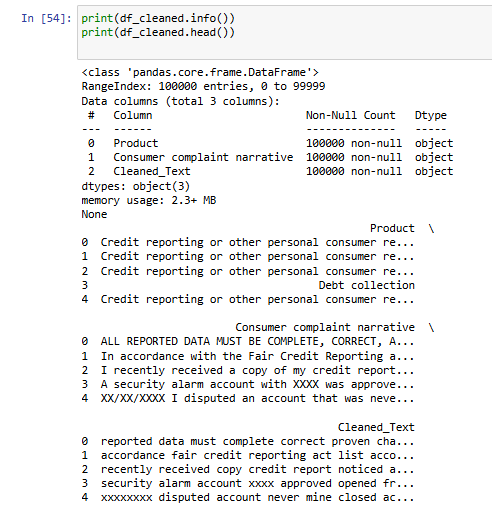 In [54]: print(df_cleaned.info())
print(df_cleaned.head())
<class 'pandas.core.frame.DataFrame'>
RangeIndex: 100000 entries, 0 to 99999
Data columns (total 3 columns):
 #   Column                        Non-Null Count   Dtype
---  ------                        --------------   -----
 0   Product                       100000 non-null  object
 1   Consumer complaint narrative  100000 non-null  object
 2   Cleaned_Text                  100000 non-null  object
dtypes: object(3)
memory usage: 2.3+ MB
None
                                             Product  \
0  Credit reporting or other personal consumer re...
1  Credit reporting or other personal consumer re...
2  Credit reporting or other personal consumer re...
3                                    Debt collection
4  Credit reporting or other personal consumer re...
                        Consumer complaint narrative  \
0  ALL REPORTED DATA MUST BE COMPLETE, CORRECT, A...
1  In accordance with the Fair Credit Reporting a...
2  I recently received a copy of my credit report...
3  A security alarm account with XXXX was approve...
4  XX/XX/XXXX I disputed an account that was neve...
                                        Cleaned_Text
0  reported data must complete correct proven cha...
1  accordance fair credit reporting act list acco...
2  recently received copy credit report noticed a...
3  security alarm account xxxx approved opened fr...
4  xxxxxxxx disputed account never mine closed ac...